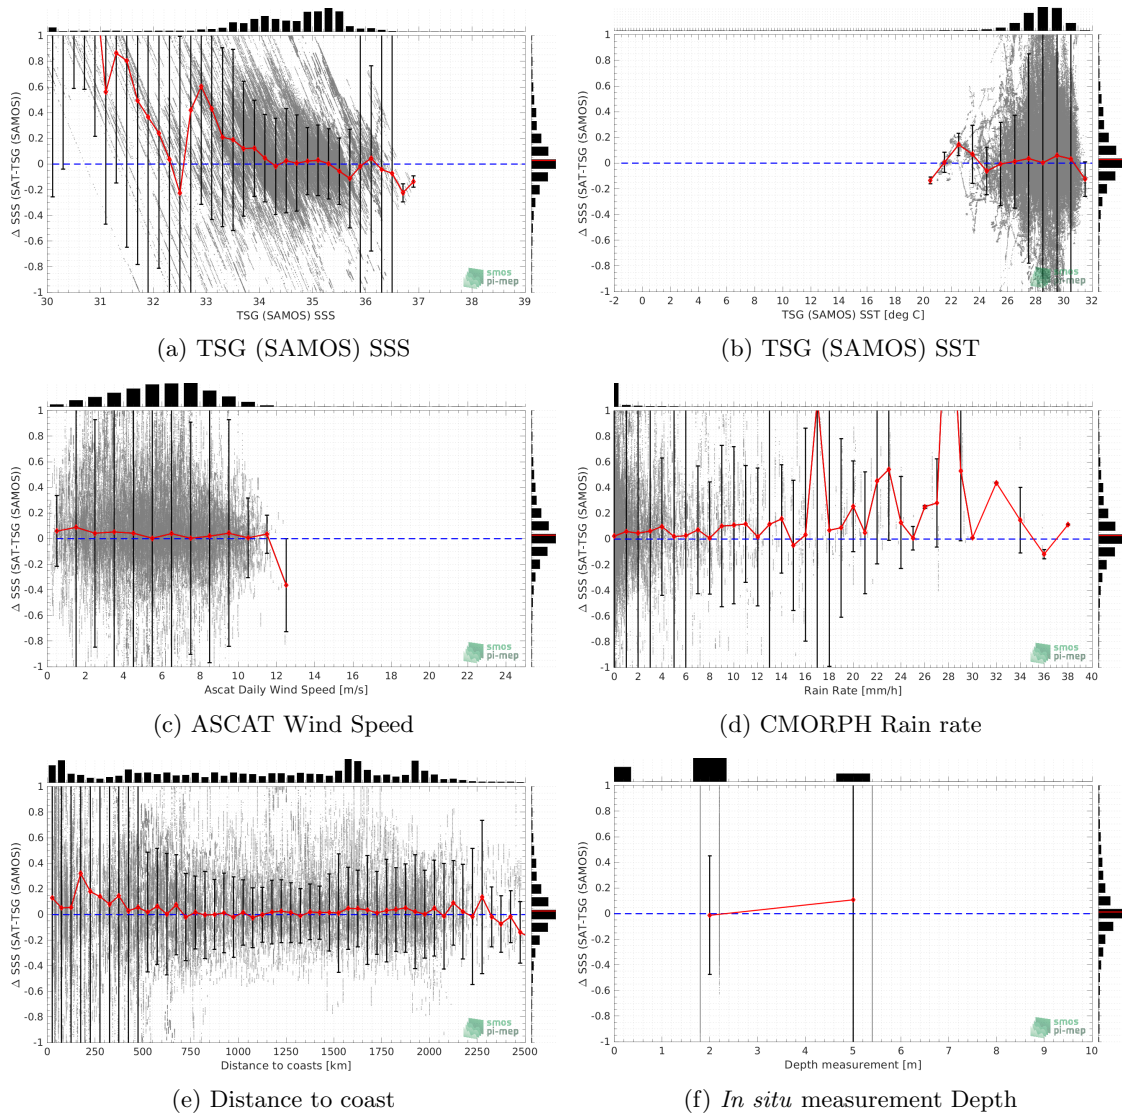 1
0.8
0.6
0.4
0.2
0
-0.2
-0.4
-0.6
-0.8
-1
Δ SSS (SAT-TSG (SAMOS))
30 31 32 33 34 35 36 37 38 39
TSG (SAMOS) SSS
smos
pi-mep
(a) TSG (SAMOS) SSS
1
0.8
0.6
0.4
0.2
0
-0.2
-0.4
-0.6
-0.8
-1
Δ SSS (SAT-TSG (SAMOS))
-2 0 2 4 6 8 10 12 14 16 18 20 22 24 26 28 30 32
TSG (SAMOS) SST [deg C]
smos
pi-mep
(b) TSG (SAMOS) SST
1
0.8
0.6
0.4
0.2
0
-0.2
-0.4
-0.6
-0.8
-1
Δ SSS (SAT-TSG (SAMOS))
0 2 4 6 8 10 12 14 16 18 20 22 24
Ascat Daily Wind Speed [m/s]
smos
pi-mep
(c) ASCAT Wind Speed
1
0.8
0.6
0.4
0.2
0
-0.2
-0.4
-0.6
-0.8
-1
Δ SSS (SAT-TSG (SAMOS))
0 2 4 6 8 10 12 14 16 18 20 22 24 26 28 30 32 34 36 38 40
Rain Rate [mm/h]
smos
pi-mep
(d) CMORPH Rain rate
1
0.8
0.6
0.4
0.2
0
-0.2
-0.4
-0.6
-0.8
-1
Δ SSS (SAT-TSG (SAMOS))
0 250 500 750 1000 1250 1500 1750 2000 2250 2500
Distance to coasts [km]
smos
pi-mep
(e) Distance to coast
1
0.8
0.6
0.4
0.2
0
-0.2
-0.4
-0.6
-0.8
-1
Δ SSS (SAT-TSG (SAMOS))
0 1 2 3 4 5 6 7 8 9 10
Depth measurement [m]
smos
pi-mep
(f) In situ measurement Depth